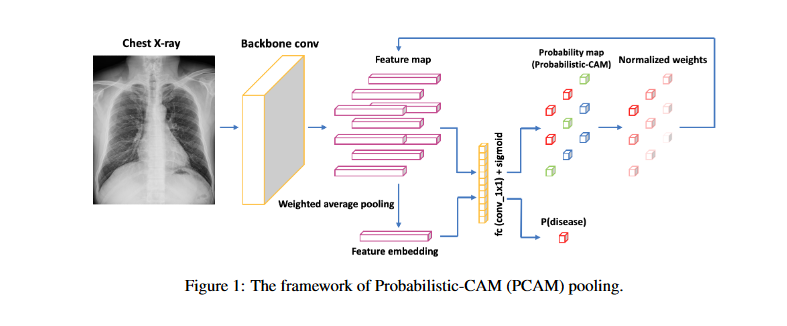 Chest X-ray
Backbone conv
Feature map
Probability map
(Probabilistic-CAM)
Normalized weights
fc (conv_1x1) + sigmoid
Weighted average pooling
Feature embedding
P(disease)
Figure 1: The framework of Probabilistic-CAM (PCAM) pooling.